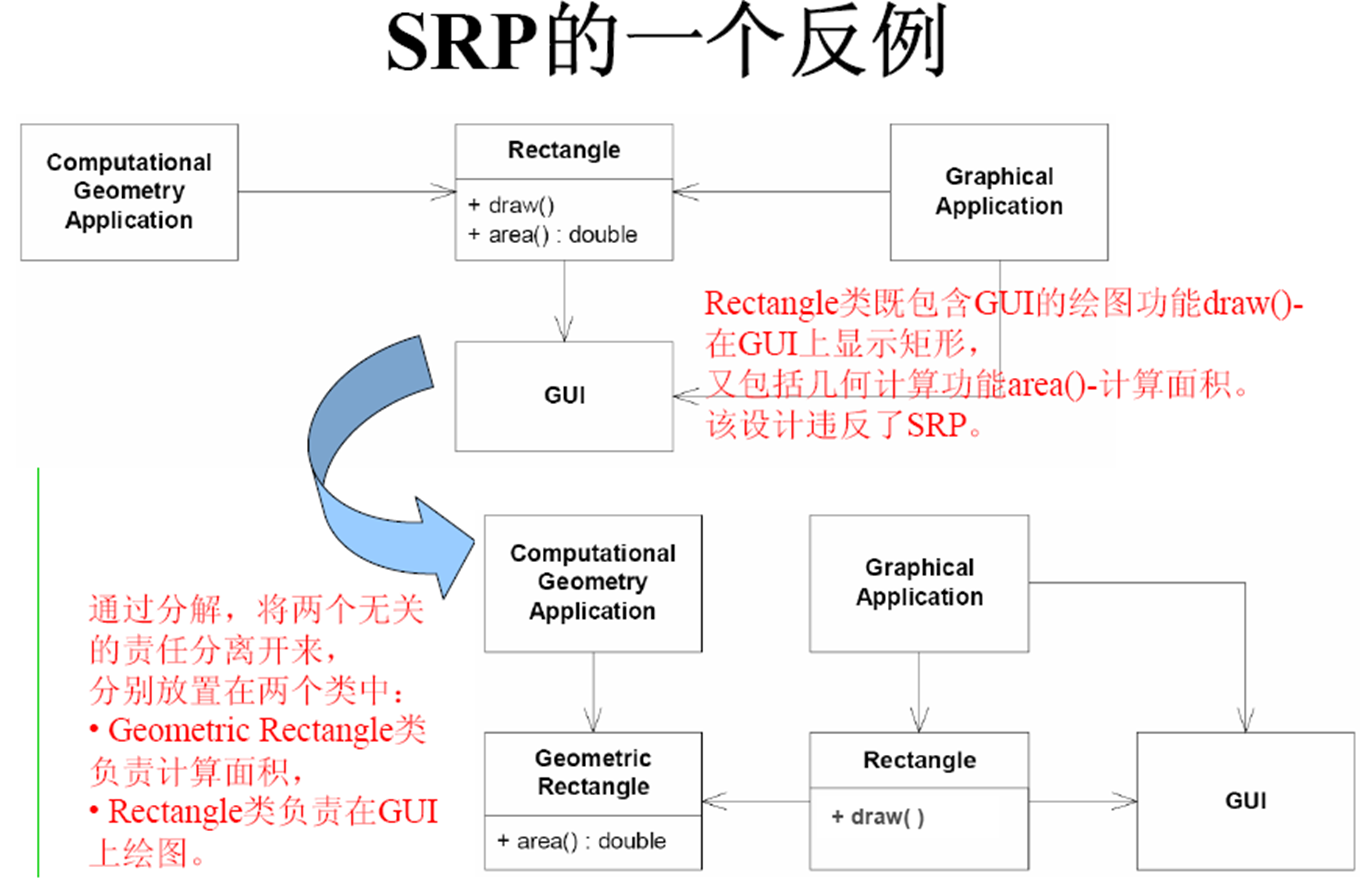 SRP的一个反例
Computational
Geometry
Application
Rectangle
+ draw()
+ area() : double
Graphical
Application
GUI
Rectangle类既包含GUI的绘图功能draw()-
在GUI上显示矩形，
又包括几何计算功能area()-计算面积。
该设计违反了SRP。
通过分解，将两个无关
的责任分离开来，
分别放置在两个类中：
• Geometric Rectangle类
负责计算面积，
• Rectangle类负责在GUI
上绘图。
Computational
Geometry
Application
Graphical
Application
Geometric
Rectangle
+ area() : double
Rectangle
+ draw( )
GUI